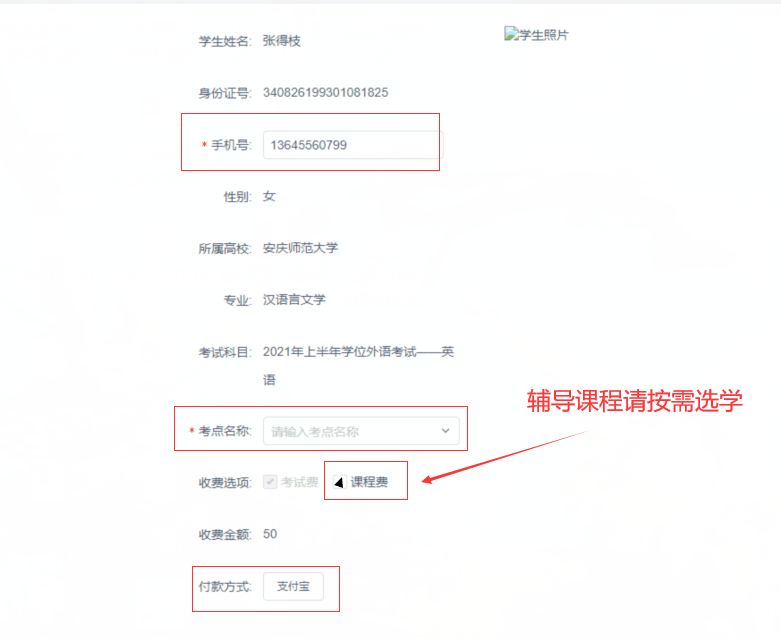 学生姓名: 张得枝
学生照片
身份证号: 340826199301081825
* 手机号: 13645560799
性别: 女
所属高校: 安庆师范大学
专业: 汉语言文学
考试科目: 2021年上半年学位外语考试——英
语
辅导课程请按需选学
* 考点名称: 请输入考点名称
收费选项: 考试费 课程费
收费金额: 50
付款方式: 支付宝